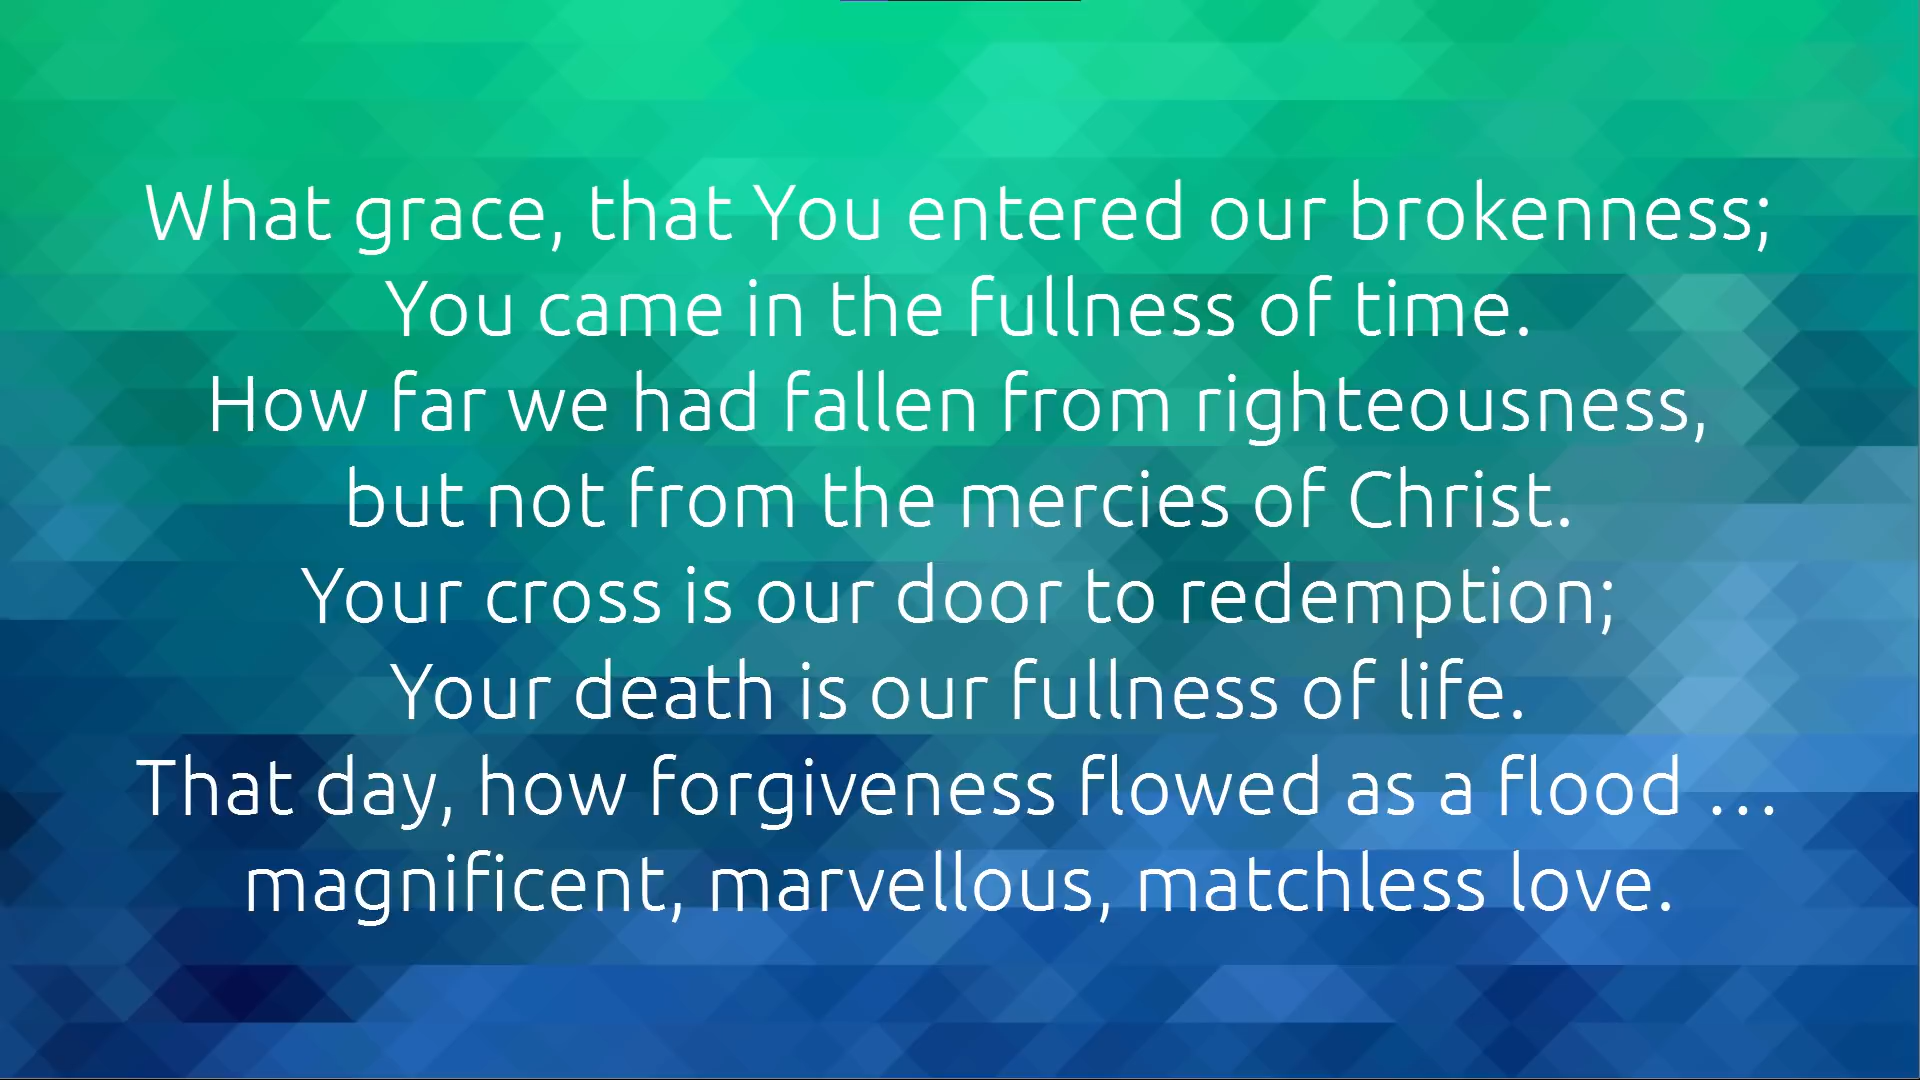 What grace, that You entered our brokenness;
You came in the fullness of time.
How far we had fallen from righteousness,
but not from the mercies of Christ.
Your cross is our door to redemption;
Your death is our fullness of life.
That day, how forgiveness flowed as a flood …
magnificent, marvellous, matchless love.